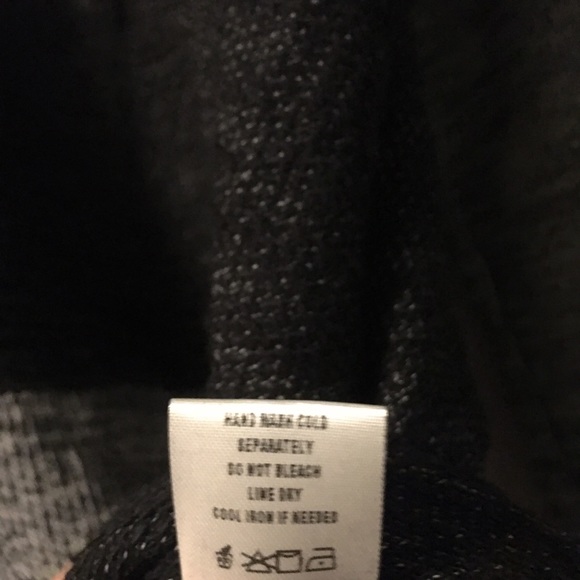 HAND WASH COLD
SEPARATELY
DO NOT BLEACH
LINE DRY
COOL IRON IF NEEDED